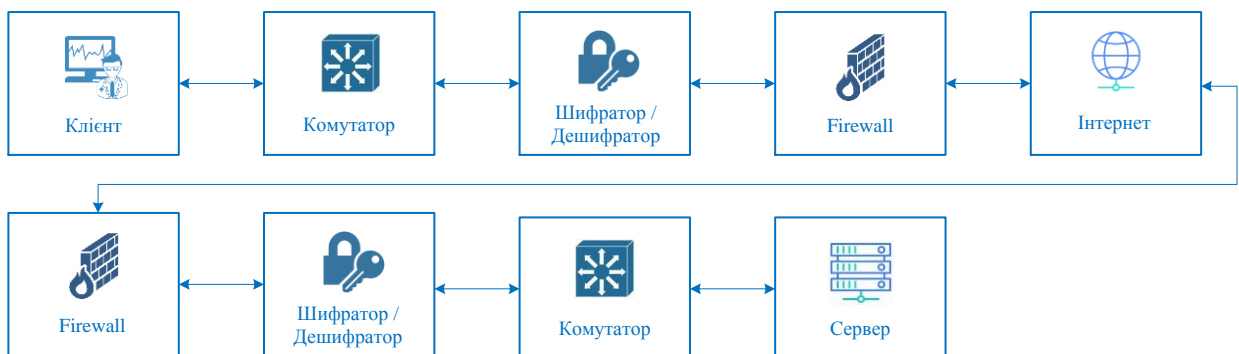 Клієнт
Комутатор
Шифратор /
Дешифратор
Firewall
Інтернет
Firewall
Шифратор /
Дешифратор
Комутатор
Сервер